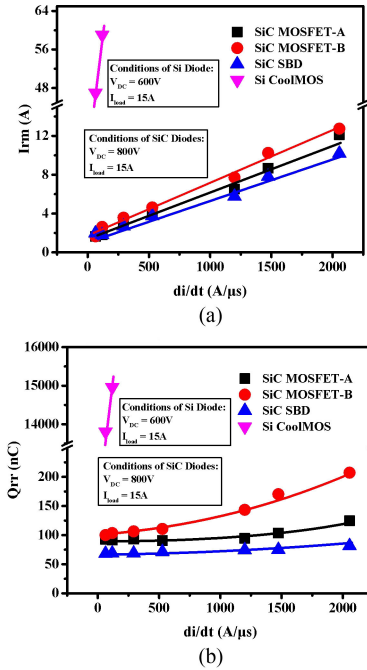 60
54
48
12
8
4
0
Irm (A)
SiC MOSFET-A
SiC MOSFET-B
SiC SBD
Si CoolMOS
Conditions of Si Diode:
V_DC = 600V
I_load = 15A
Conditions of SiC Diodes:
V_DC = 800V
I_load = 15A
0 500 1000 1500 2000
di/dt (A/μs)
(a)
16000
15000
14000
200
150
100
50
0
Qrr (nC)
SiC MOSFET-A
SiC MOSFET-B
SiC SBD
Si CoolMOS
Conditions of Si Diode:
V_DC = 600V
I_load = 15A
Conditions of SiC Diodes:
V_DC = 800V
I_load = 15A
0 500 1000 1500 2000
di/dt (A/μs)
(b)